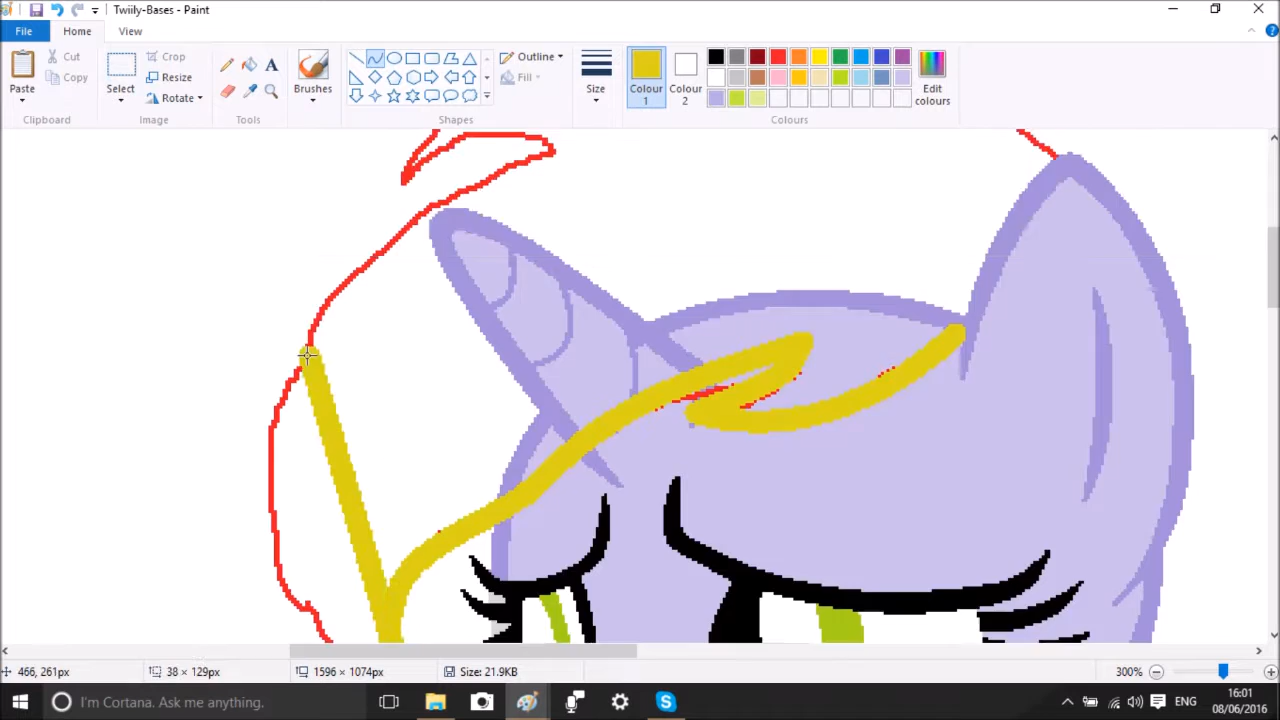 Twiily-Bases - Paint
File
Home
View
Paste
Cut
Copy
Clipboard
Select
Crop
Resize
Rotate
Image
A
Tools
Brushes
Outline
Fill
Shapes
Size
Colour 1
Colour 2
Edit colours
Colours
466, 261px
38 × 129px
1596 × 1074px
Size: 21.9KB
300%
I'm Cortana. Ask me anything.
ENG
16:01
08/06/2016